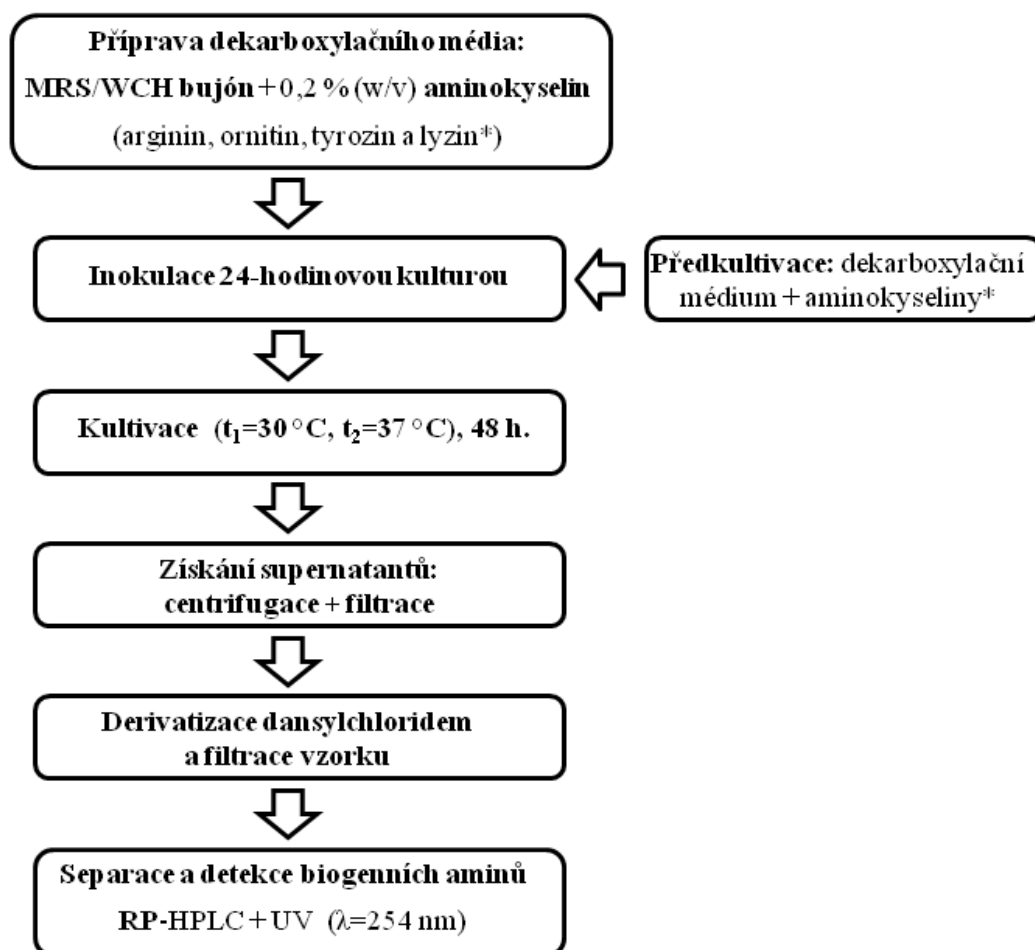 Příprava dekarboxylačního média:
MRS/WCH bujón + 0,2 % (w/v) aminokyselin
(arginin, ornitin, tyrozin a lyzin*)
Inokulace 24-hodinovou kulturou
Předkultivace: dekarboxylační
médium + aminokyseliny*
Kultivace (t₁=30 °C, t₂=37 °C), 48 h.
Získání supernatantů:
centrifugace + filtrace
Derivatizace dansylchloridem
a filtrace vzorku
Separace a detekce biogenních aminů
RP-HPLC + UV (λ=254 nm)